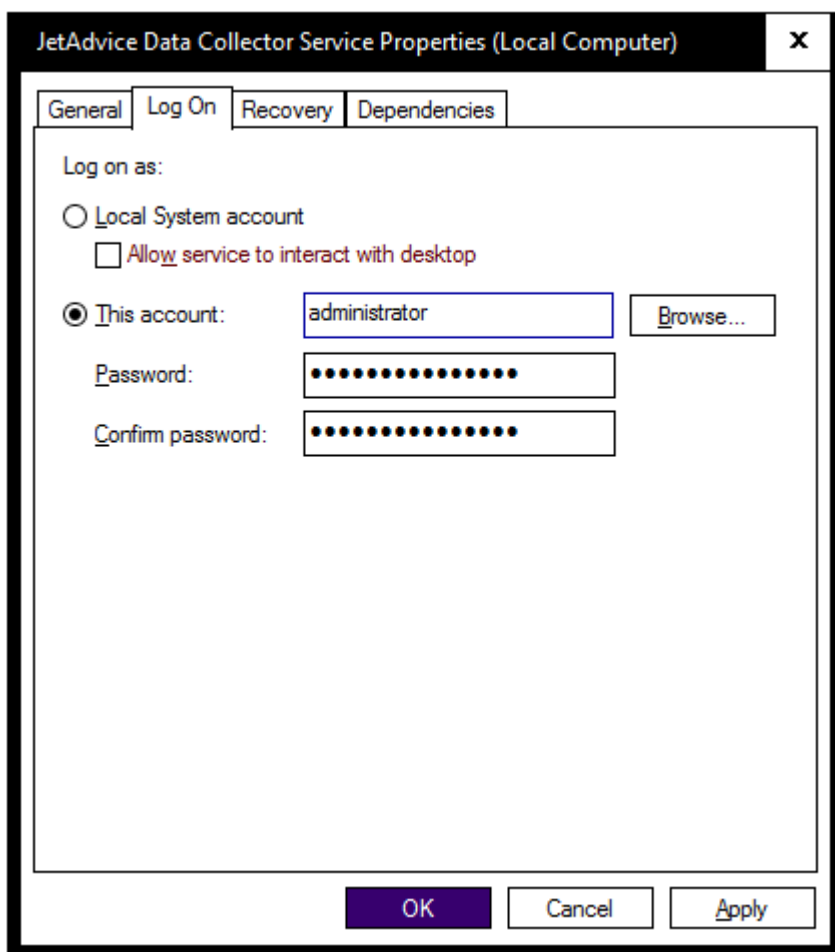 JetAdvice Data Collector Service Properties (Local Computer) x
General Log On Recovery Dependencies
Log on as:
Local System account
Allow service to interact with desktop
This account: administrator Browse...
Password: ●●●●●●●●●●●●●●●
Confirm password: ●●●●●●●●●●●●●●●
OK Cancel Apply